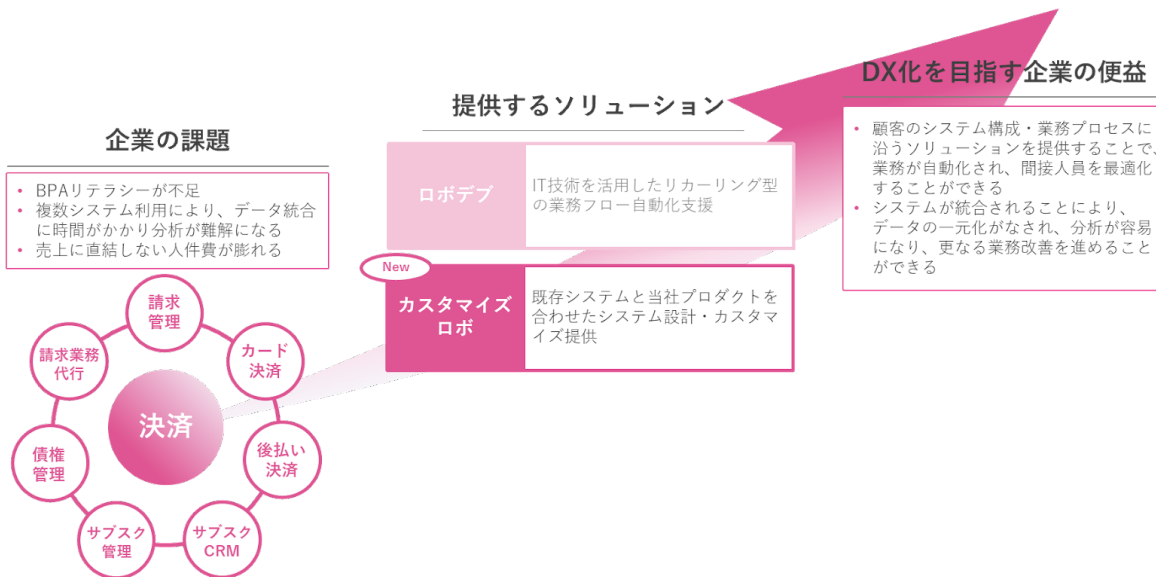 企業の課題
• BPAリテラシーが不足
• 複数システム利用により、データ統合
に時間がかかり分析が難解になる
• 売上に直結しない人件費が膨れる
請求
管理
カード
決済
後払い
決済
サブスク
CRM
サブスク
管理
債権
管理
請求業務
代行
決済
提供するソリューション
ロボデプ
IT技術を活用したリカーリング型
の業務フロー自動化支援
New
カスタマイズ
ロボ
既存システムと当社プロダクトを
合わせたシステム設計・カスタマ
イズ提供
DX化を目指す企業の便益
• 顧客のシステム構成・業務プロセスに
沿うソリューションを提供することで、
業務が自動化され、間接人員を最適化
することができる
• システムが統合されることにより、
データの一元化がなされ、分析が容易
になり、更なる業務改善を進めること
ができる